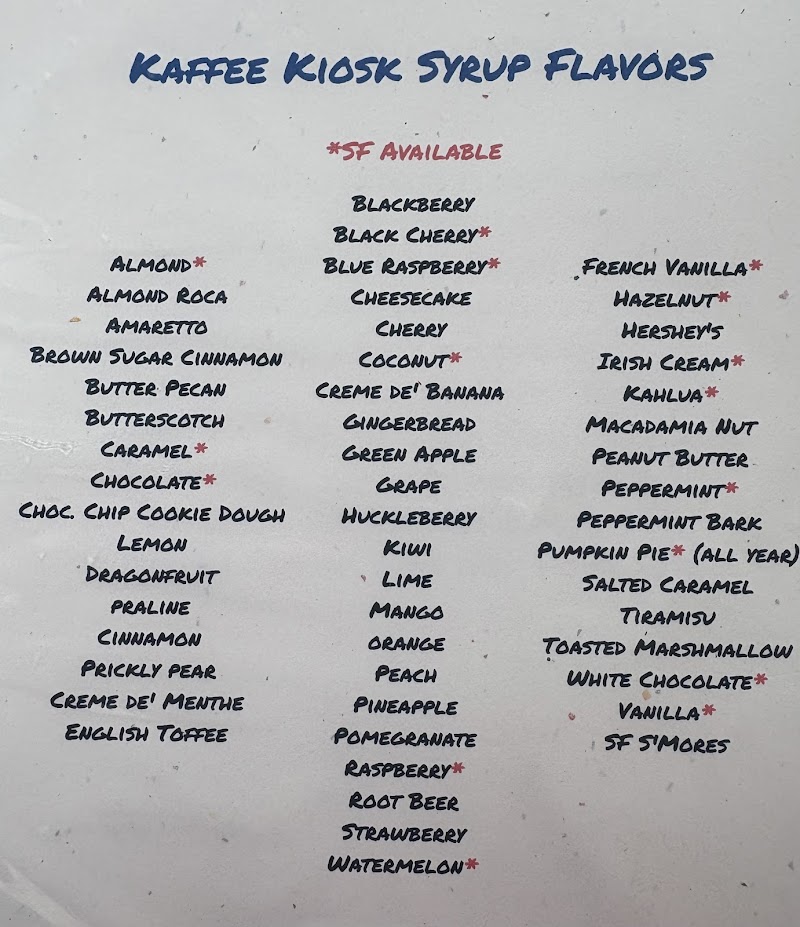 Kaffee Kiosk Syrup Flavors
*SF Available
Almond*
Almond Roca
Amaretto
Brown Sugar Cinnamon
Butter Pecan
Butterscotch
Caramel*
Chocolate*
Choc. Chip Cookie Dough
Lemon
Dragonfruit
Praline
Cinnamon
Prickly Pear
Creme de' Menthe
English Toffee
Blackberry
Black Cherry*
Blue Raspberry*
Cheesecake
Cherry
Coconut*
Creme de' Banana
Gingerbread
Green Apple
Grape
Huckleberry
Kiwi
Lime
Mango
Orange
Peach
Pineapple
Pomegranate
Raspberry*
Root Beer
Strawberry
Watermelon*
French Vanilla*
Hazelnut*
Hershey's
Irish Cream*
Kahlua*
Macadamia Nut
Peanut Butter
Peppermint*
Peppermint Bark
Pumpkin Pie* (all year)
Salted Caramel
Tiramisu
Toasted Marshmallow
White Chocolate*
Vanilla*
SF S'mores